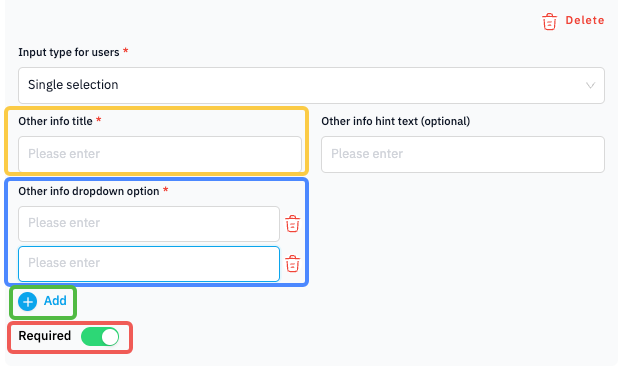 Delete
Input type for users *
Single selection
Other info title *
Other info hint text (optional)
Please enter
Please enter
Other info dropdown option *
Please enter
Please enter
Add
Required